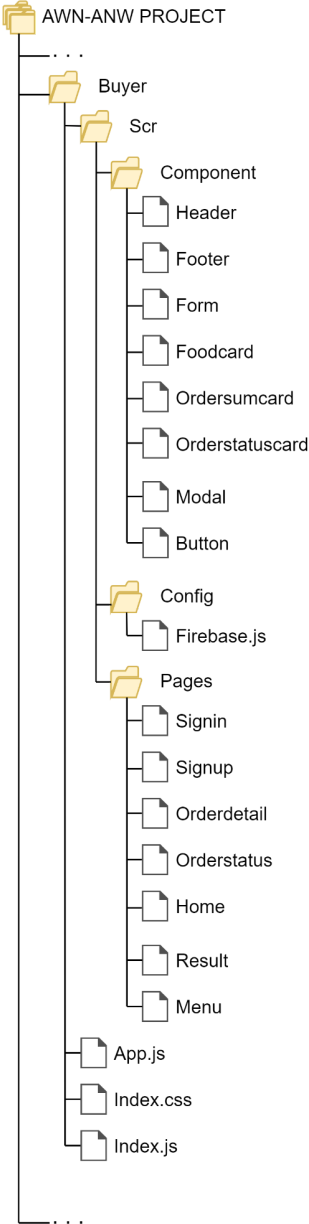 AWN-ANW PROJECT
. . .
Buyer
Scr
Component
Header
Footer
Form
Foodcard
Ordersumcard
Orderstatuscard
Modal
Button
Config
Firebase.js
Pages
Signin
Signup
Orderdetail
Orderstatus
Home
Result
Menu
App.js
Index.css
Index.js
. . .